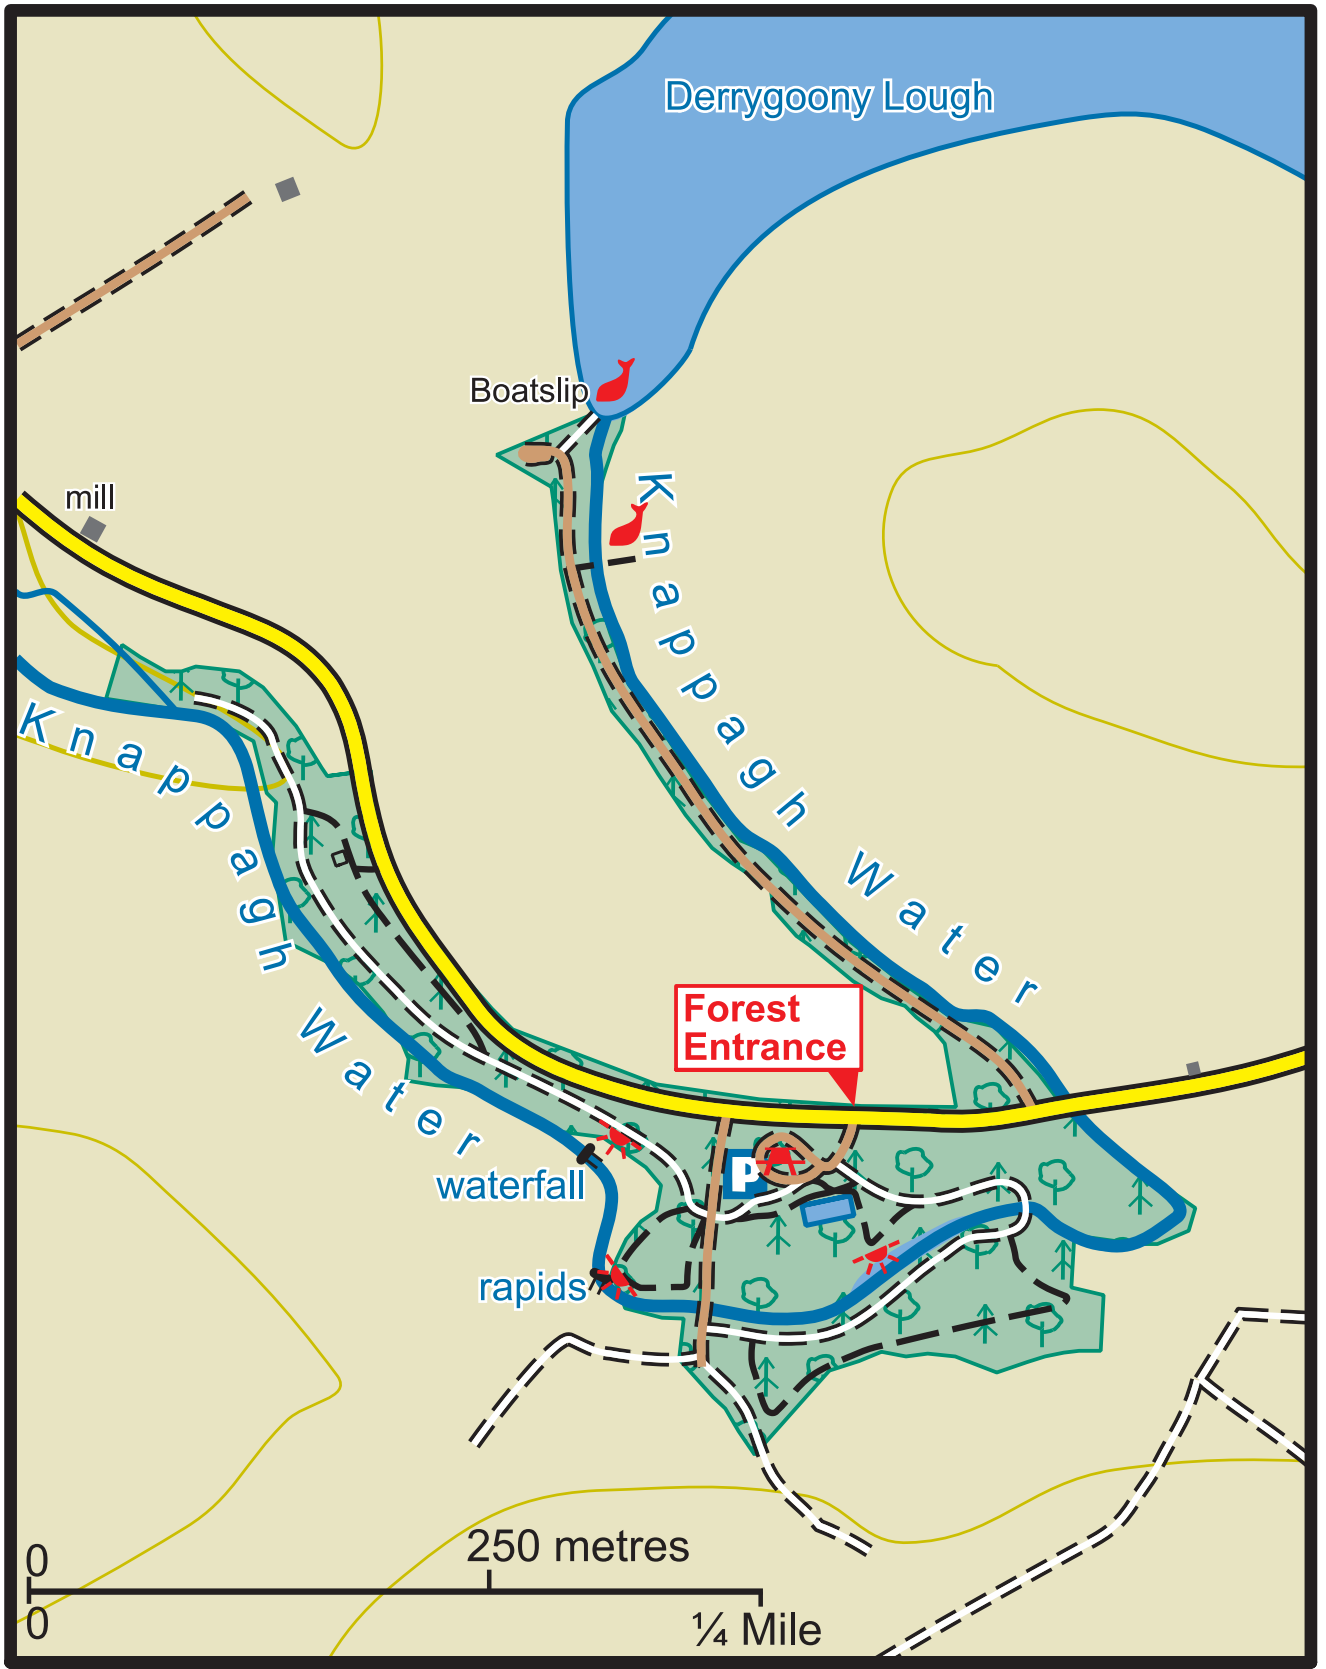 Derrygoony Lough
Boatslip
mill
Knappagh Water
Knappagh Water
Forest
Entrance
P
waterfall
rapids
250 metres
0
0
¼ Mile